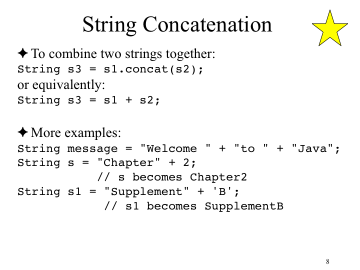 String Concatenation
To combine two strings together:
String s3 = s1.concat(s2);
or equivalently:
String s3 = s1 + s2;
More examples:
String message = "Welcome " + "to " + "Java";
String s = "Chapter" + 2;
// s becomes Chapter2
String s1 = "Supplement" + 'B';
// s1 becomes SupplementB
8